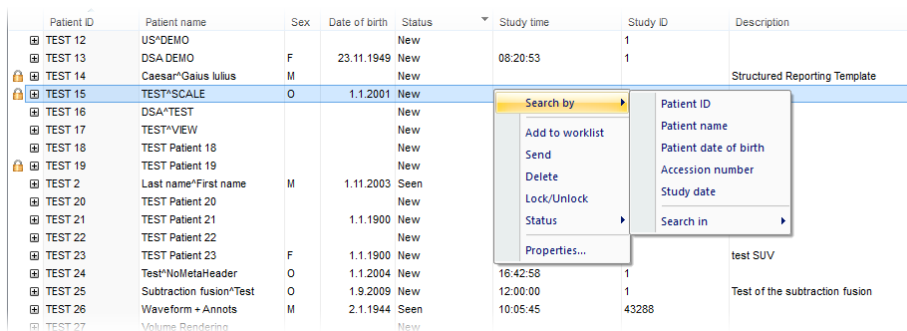 Patient ID Patient name Sex Date of birth Status Study time Study ID Description
TEST 12 US^DEMO New 1
TEST 13 DSA DEMO F 23.11.1949 New 08:20:53 1
TEST 14 Caesar^Gaius Iulius M New Structured Reporting Template
TEST 15 TEST^SCALE O 1.1.2001 New
TEST 16 DSA^TEST New
TEST 17 TEST^VIEW New
TEST 18 TEST Patient 18 New
TEST 19 TEST Patient 19 New
TEST 2 Last name^First name M 1.11.2003 Seen
TEST 20 TEST Patient 20 New
TEST 21 TEST Patient 21 1.1.1900 New
TEST 22 TEST Patient 22 New
TEST 23 TEST Patient 23 F 1.1.1900 New test SUV
TEST 24 Test^NoMetaHeader O 1.1.2004 New 16:42:58 1
TEST 25 Subtraction fusion^Test O 1.9.2009 New 12:00:00 1 Test of the subtraction fusion
TEST 26 Waveform + Annots M 2.1.1944 Seen 10:05:45 43288
TEST 27 Volume Rendering New
Search by
Add to worklist
Send
Delete
Lock/Unlock
Status
Properties...
Patient ID
Patient name
Patient date of birth
Accession number
Study date
Search in